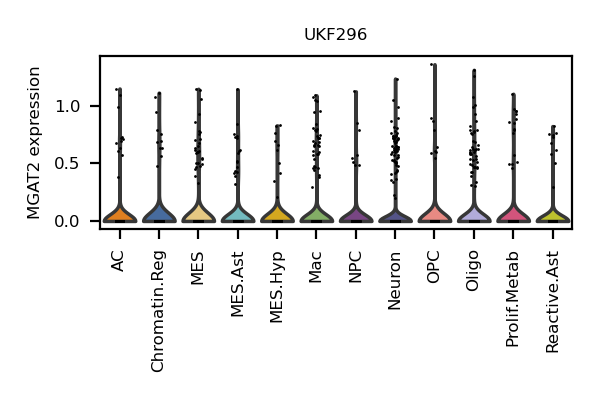 UKF296
MGAT2 expression
1.0
0.5
0.0
AC
Chromatin.Reg
MES
MES.Ast
MES.Hyp
Mac
NPC
Neuron
OPC
Oligo
Prolif.Metab
Reactive.Ast